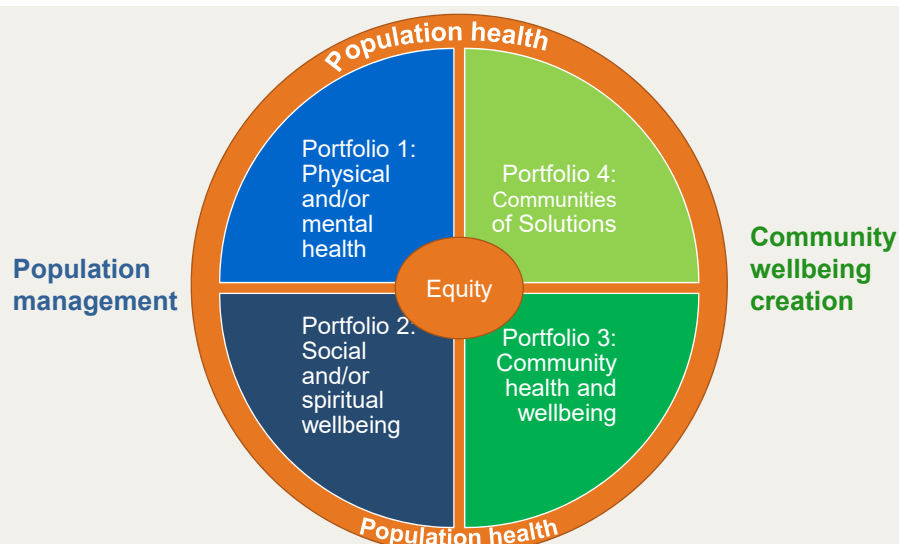 Population health
Portfolio 1:
Physical
and/or
mental
health
Portfolio 4:
Communities
of Solutions
Population
management
Equity
Community
wellbeing
creation
Portfolio 2:
Social
and/or
spiritual
wellbeing
Portfolio 3:
Community
health and
wellbeing
Population health